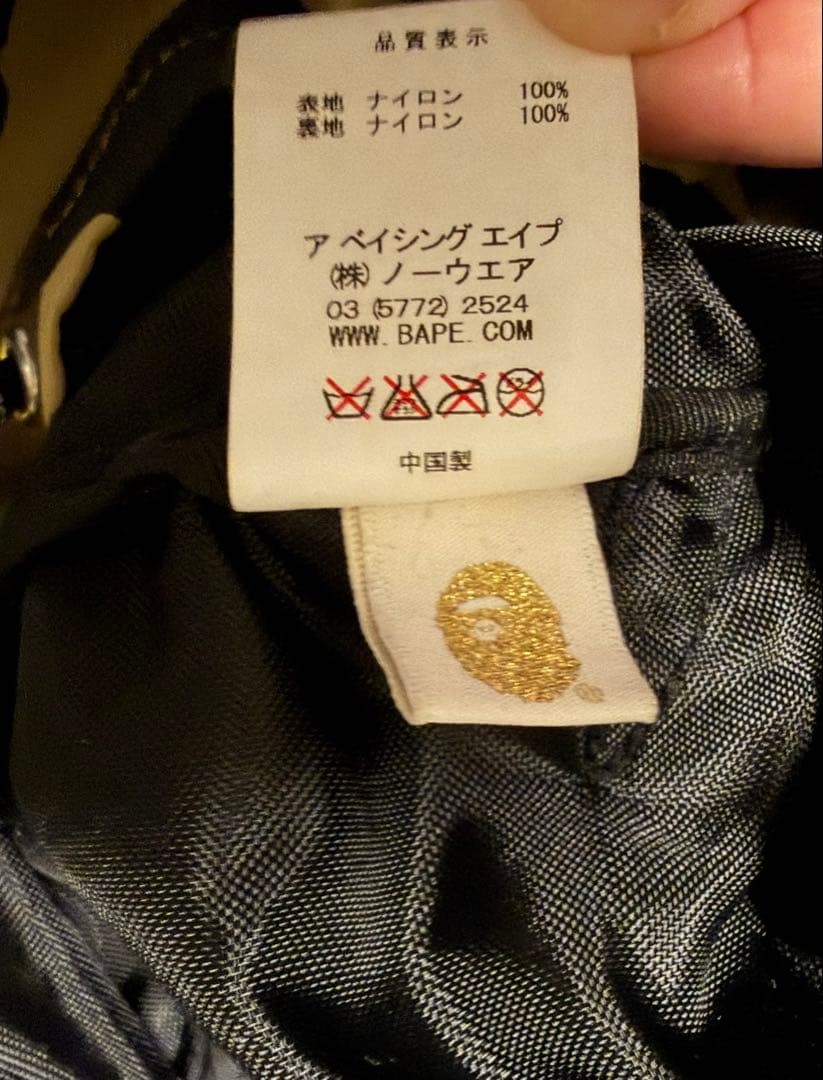 品質表示
表地 ナイロン 100%
裏地 ナイロン 100%
ア ベイシング エイプ
(株) ノーウエア
03 (5772) 2524
WWW. BAPE. COM
中国製